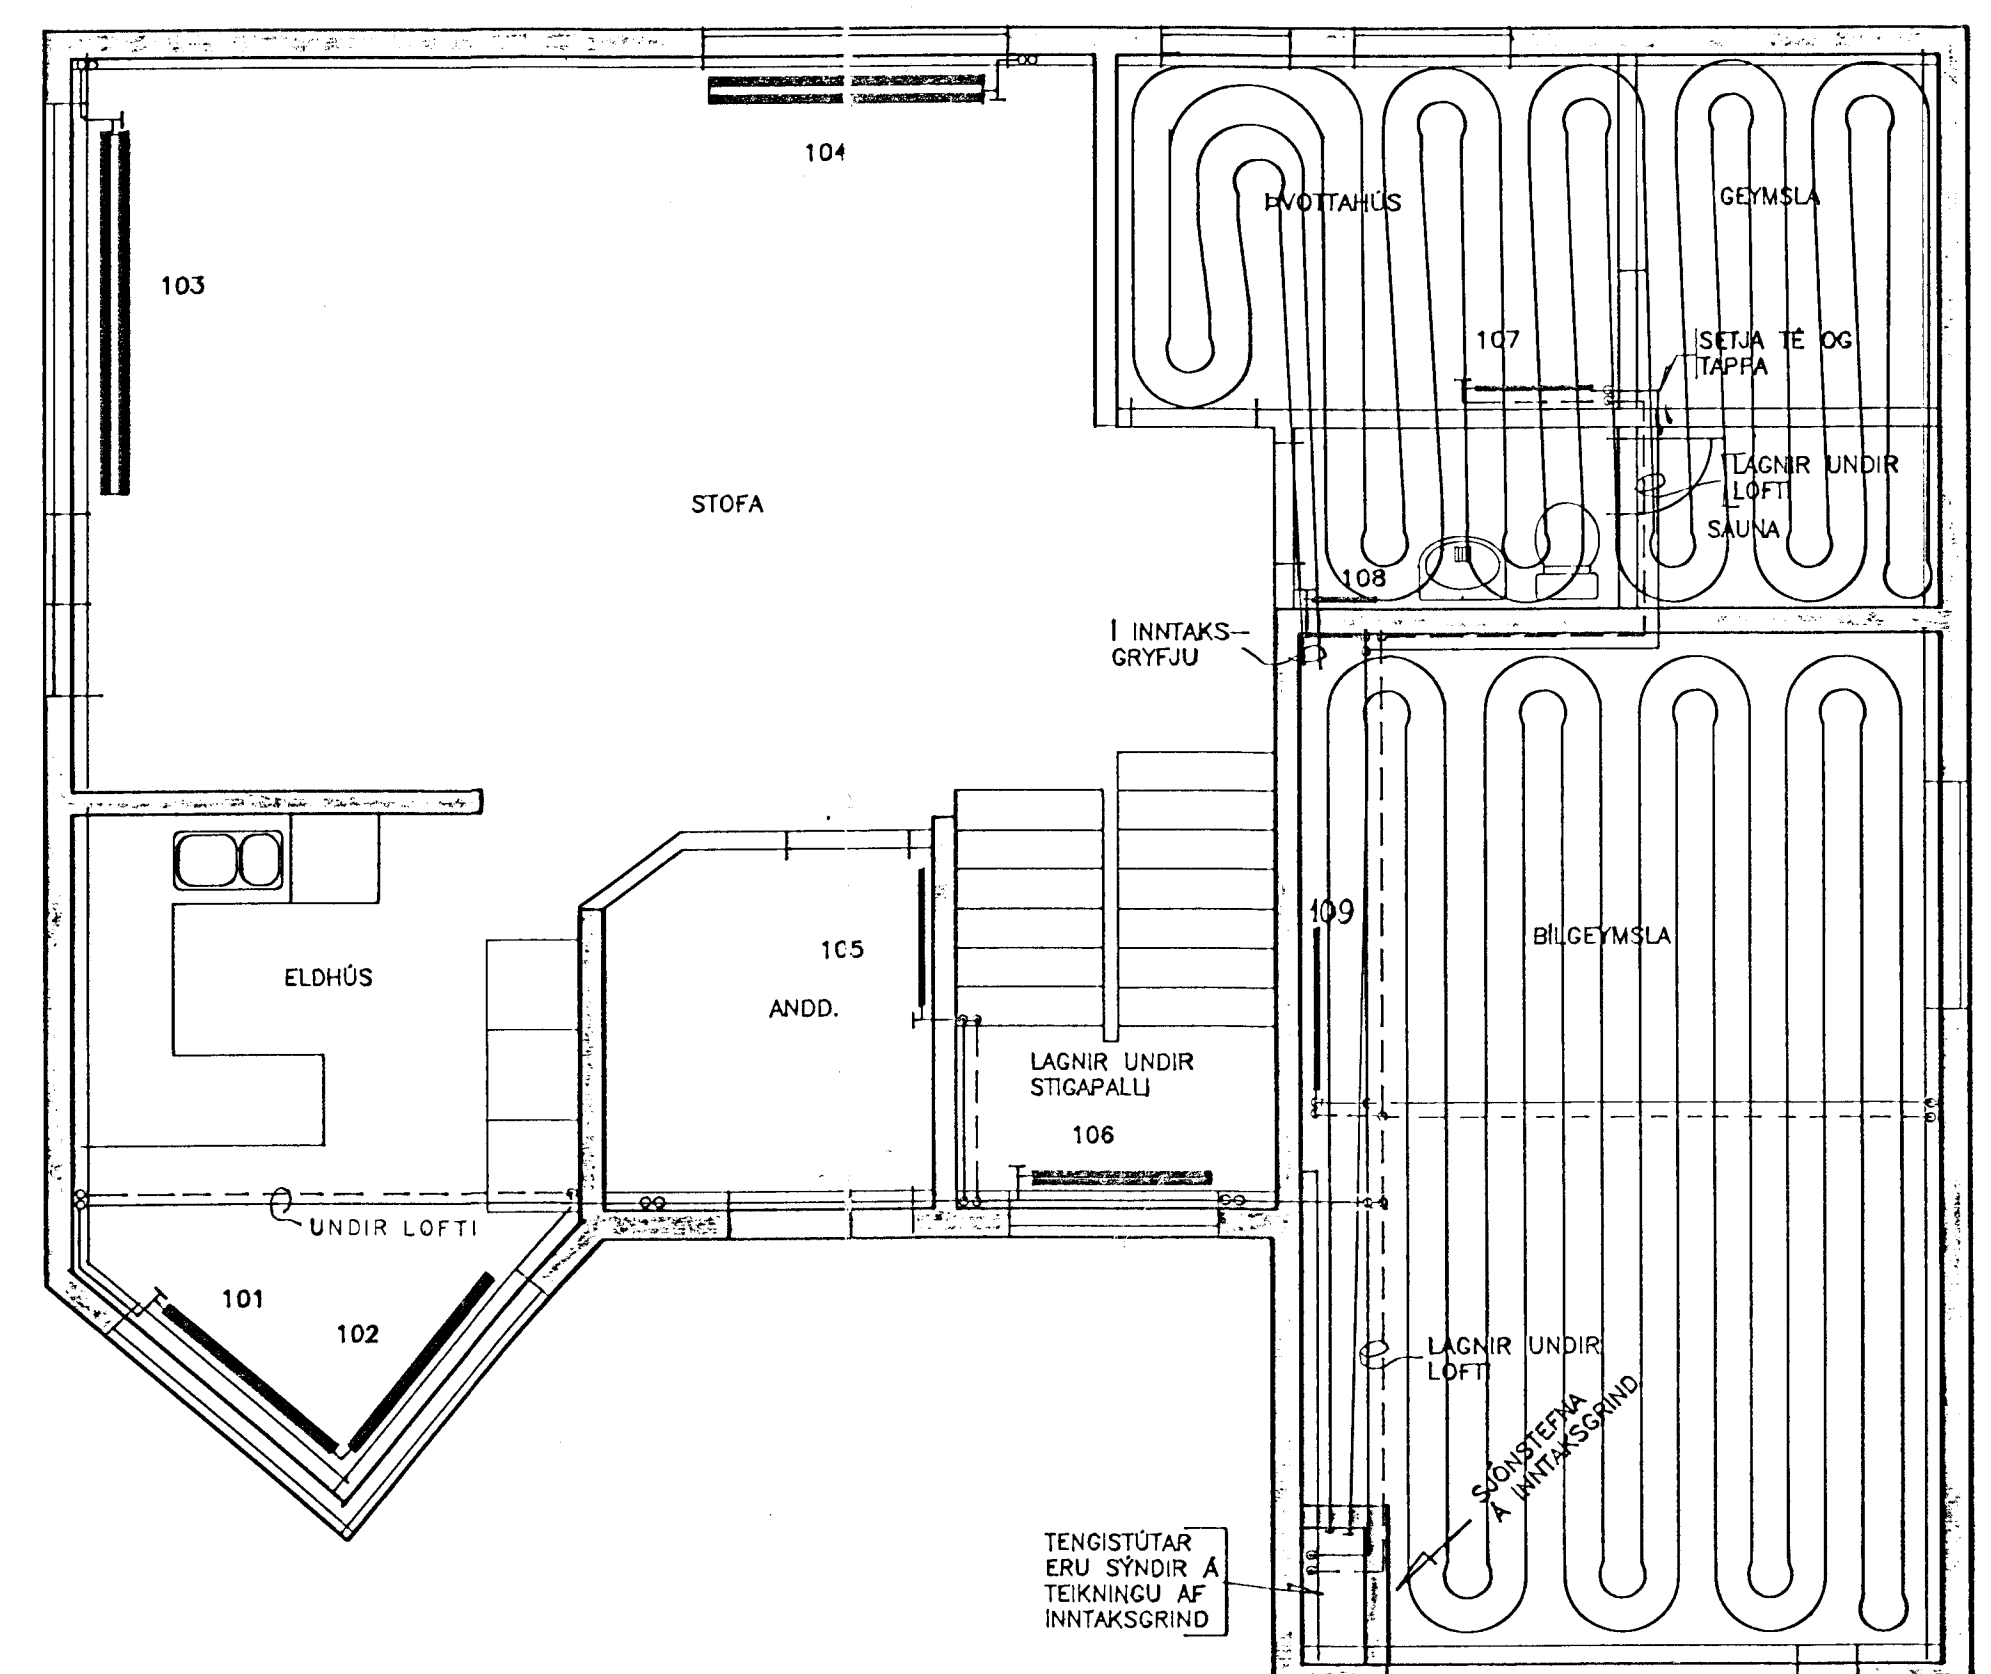 104
ÞVOTTAHÚS
GEYMSLA
103
107
SETJA TÉ OG
TAPPA
LAGNIR UNDIR
LOFTI
STOFA
SAUNA
108
Í INNTAKS-
GRYFJU
109
BÍLGEYMSLA
105
ELDHÚS
ANDD.
LAGNIR UNDIR
STIGAPALLI
106
UNDIR LOFTI
101
102
LAGNIR UNDIR
LOFTI
SJÓNSTEFNA
Á INNTAKSGRIND
TENGISTÚTAR
ERU SÝNDIR Á
TEIKNINGU AF
INNTAKSGRIND